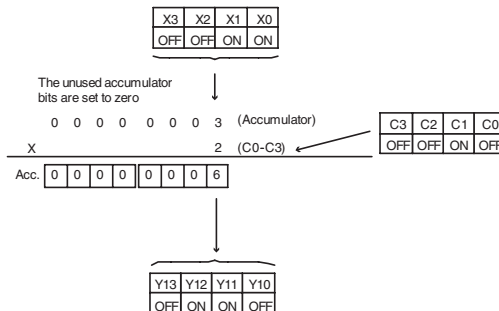 X3 X2 X1 X0
OFF OFF ON ON
The unused accumulator
bits are set to zero
0 0 0 0 0 0 0 3 (Accumulator)
X 2 (C0-C3)
C3 C2 C1 C0
OFF OFF ON OFF
Acc. 0 0 0 0 0 0 0 6
Y13 Y12 Y11 Y10
OFF ON ON OFF